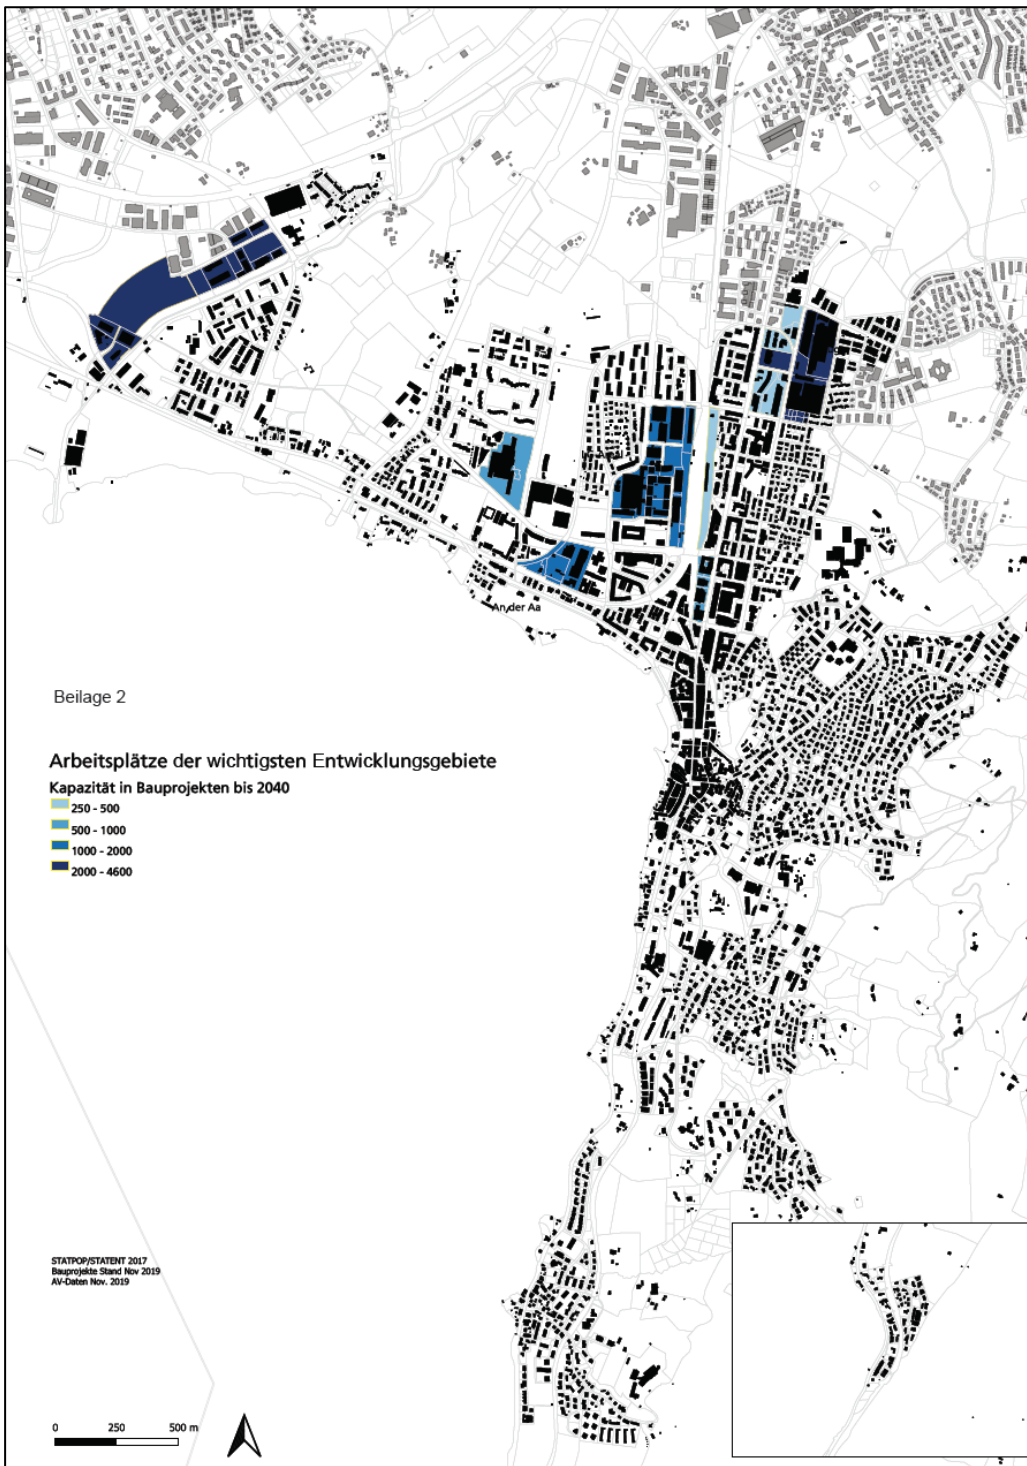 An der Aa
Beilage 2
Arbeitsplätze der wichtigsten Entwicklungsgebiete
Kapazität in Bauprojekten bis 2040
250 - 500
500 - 1000
1000 - 2000
2000 - 4600
STATPOP/STATENT 2017
Bauprojekte Stand Nov 2019
AV-Daten Nov. 2019
0 250 500 m